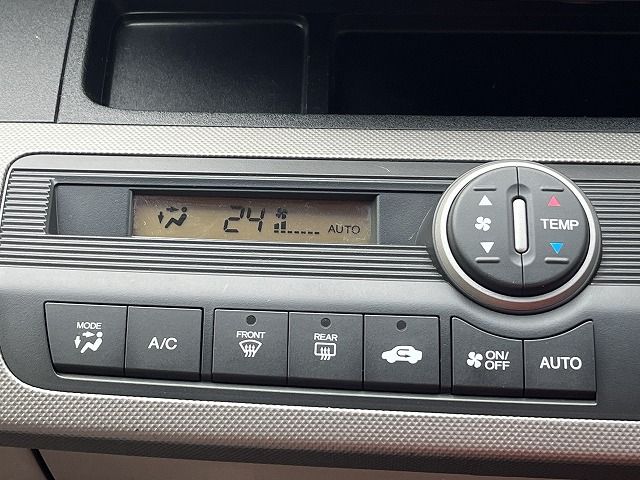 24
AUTO
TEMP
MODE
A/C
FRONT
REAR
ON/
OFF
AUTO